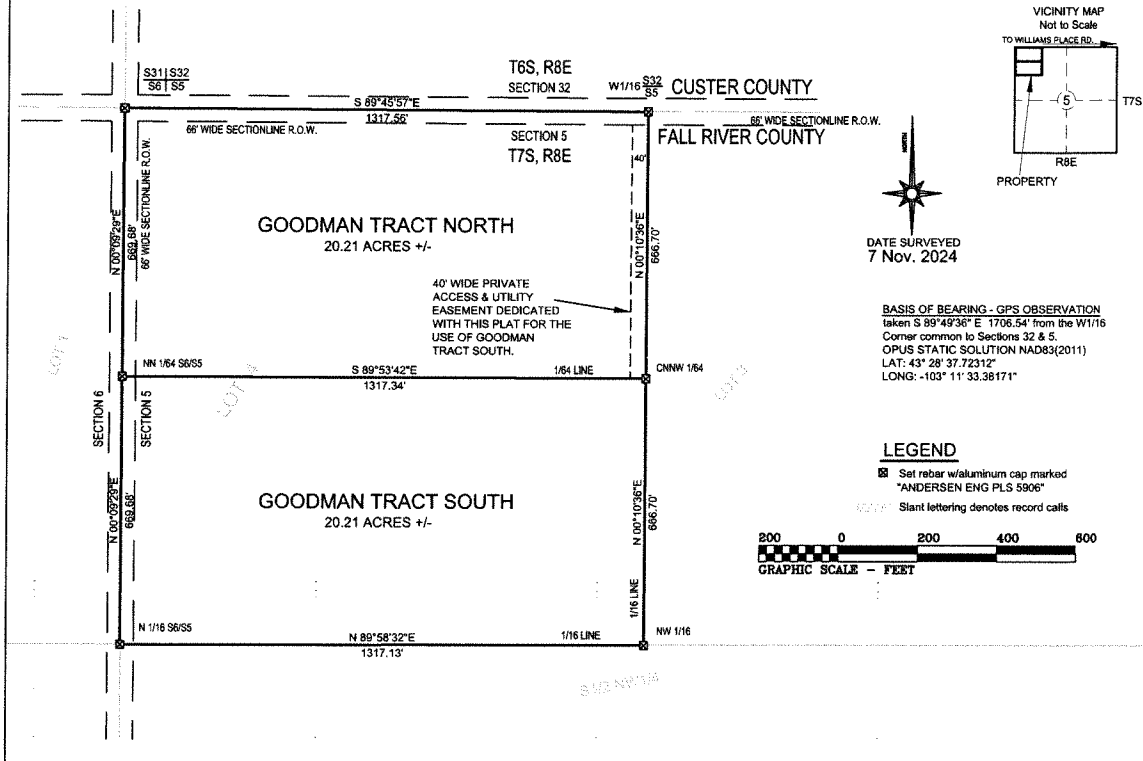 VICINITY MAP
Not to Scale
TO WILLIAMS PLACE RD.
5
T7S
R8E
PROPERTY
S31 | S32
S6 | S5
T6S, R8E
SECTION 32
W1/16
S32
S5
CUSTER COUNTY
S 89°45'57"E
1317.56'
66' WIDE SECTIONLINE R.O.W.
66' WIDE SECTIONLINE R.O.W.
SECTION 5
T7S, R8E
FALL RIVER COUNTY
40'
NORTH
DATE SURVEYED
7 Nov. 2024
N 00°09'29"E
669.68'
66' WIDE SECTIONLINE R.O.W.
GOODMAN TRACT NORTH
20.21 ACRES +/-
N 00°10'36"E
666.70'
40' WIDE PRIVATE
ACCESS & UTILITY
EASEMENT DEDICATED
WITH THIS PLAT FOR THE
USE OF GOODMAN
TRACT SOUTH.
BASIS OF BEARING - GPS OBSERVATION
taken S 89°49'36" E 1706.54' from the W1/16
Corner common to Sections 32 & 5.
OPUS STATIC SOLUTION NAD83(2011)
LAT: 43° 28' 37.72312"
LONG: -103° 11' 33.38171"
NN 1/64 S6/S5
S 89°53'42"E
1317.34'
1/64 LINE
CNNW 1/64
LOT 4
LOT 3
SECTION 6
SECTION 5
LEGEND
Set rebar w/aluminum cap marked
"ANDERSEN ENG PLS 5906"
Slant lettering denotes record calls
N 00°09'29"E
669.68'
GOODMAN TRACT SOUTH
20.21 ACRES +/-
N 00°10'36"E
666.70'
1/16 LINE
200 0 200 400 600
GRAPHIC SCALE - FEET
N 1/16 S6/S5
N 89°58'32"E
1317.13'
1/16 LINE
NW 1/16
S1/2 NW1/4